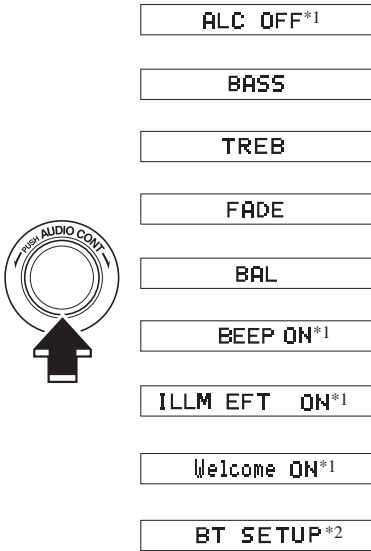 ALC OFF*1
BASS
TREB
FADE
PUSH AUDIO CONT
BAL
BEEP ON*1
ILLM EFT ON*1
Welcome ON*1
BT SETUP*2